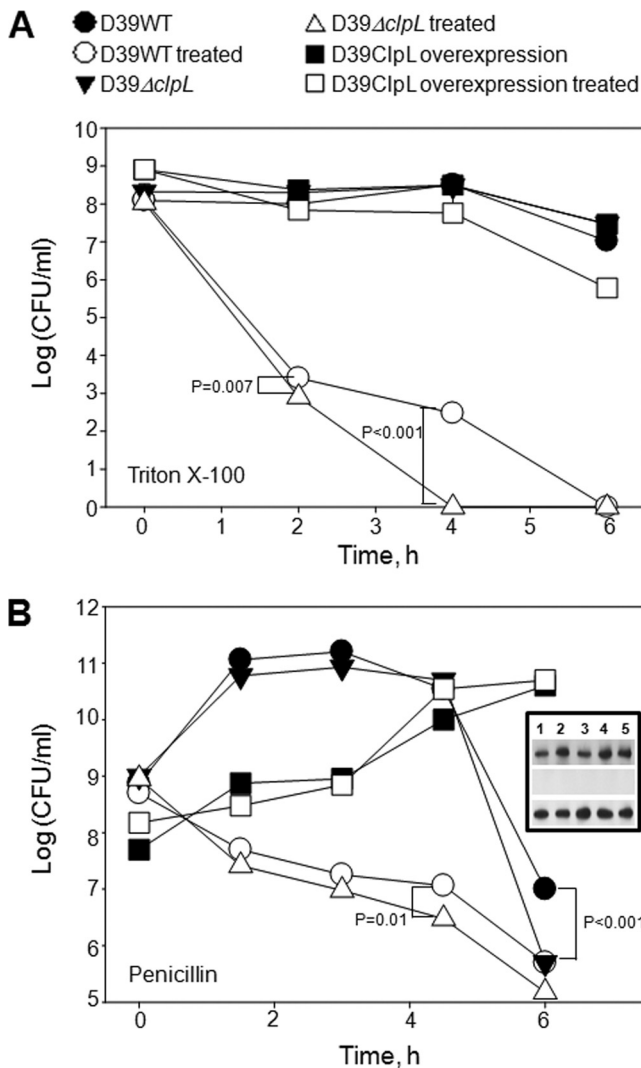 A
D39WT
D39ΔclpL treated
D39WT treated
D39ClpL overexpression
D39ΔclpL
D39ClpL overexpression treated
10
9
8
7
6
5
4
3
2
1
0
Log (CFU/ml)
P=0.007
P<0.001
Triton X-100
0 1 2 3 4 5 6
Time, h
B
12
11
10
9
8
7
6
5
Log (CFU/ml)
1 2 3 4 5
P=0.01
P<0.001
Penicillin
0 2 4 6
Time, h